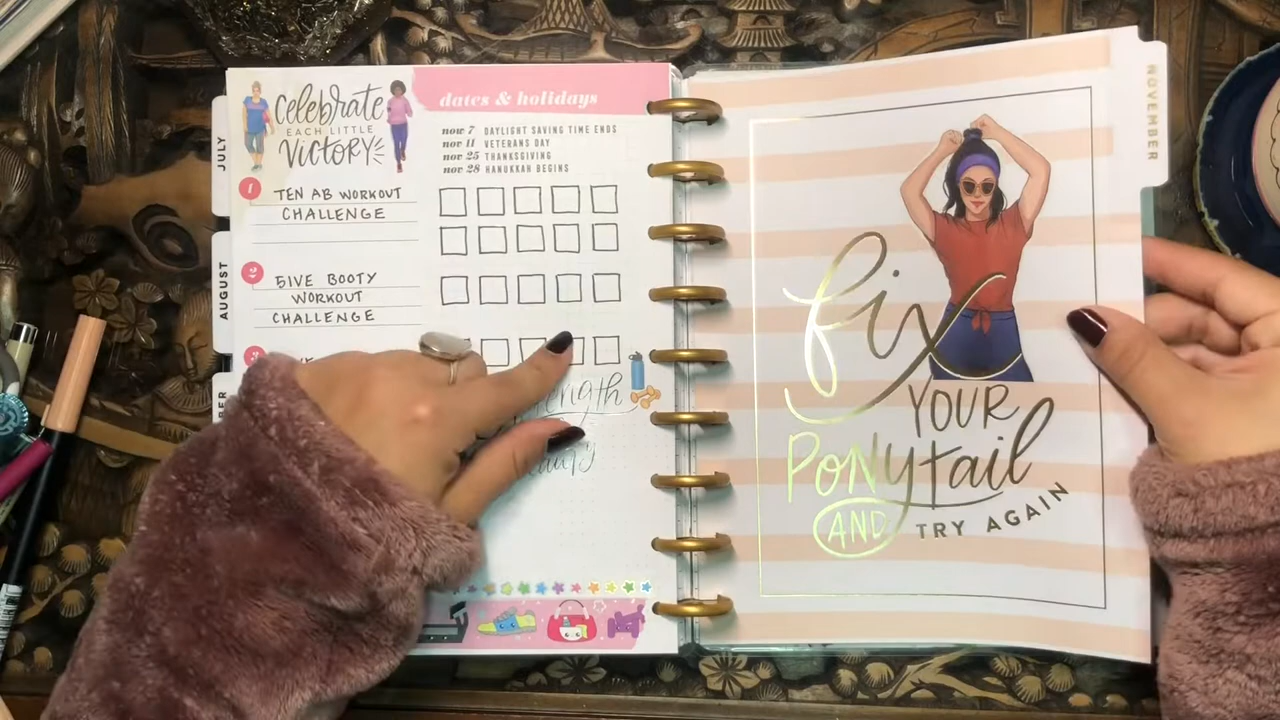 celebrate
EACH LITTLE
VICTORY
dates & holidays
nov 7 DAYLIGHT SAVING TIME ENDS
nov 11 VETERANS DAY
nov 25 THANKSGIVING
nov 28 HANUKKAH BEGINS
1 TEN AB WORKOUT
CHALLENGE
2 5IVE BOOTY
WORKOUT
CHALLENGE
3
JULY
AUGUST
fix
YOUR
PONytail
AND TRY AGAIN
NOVEMBER